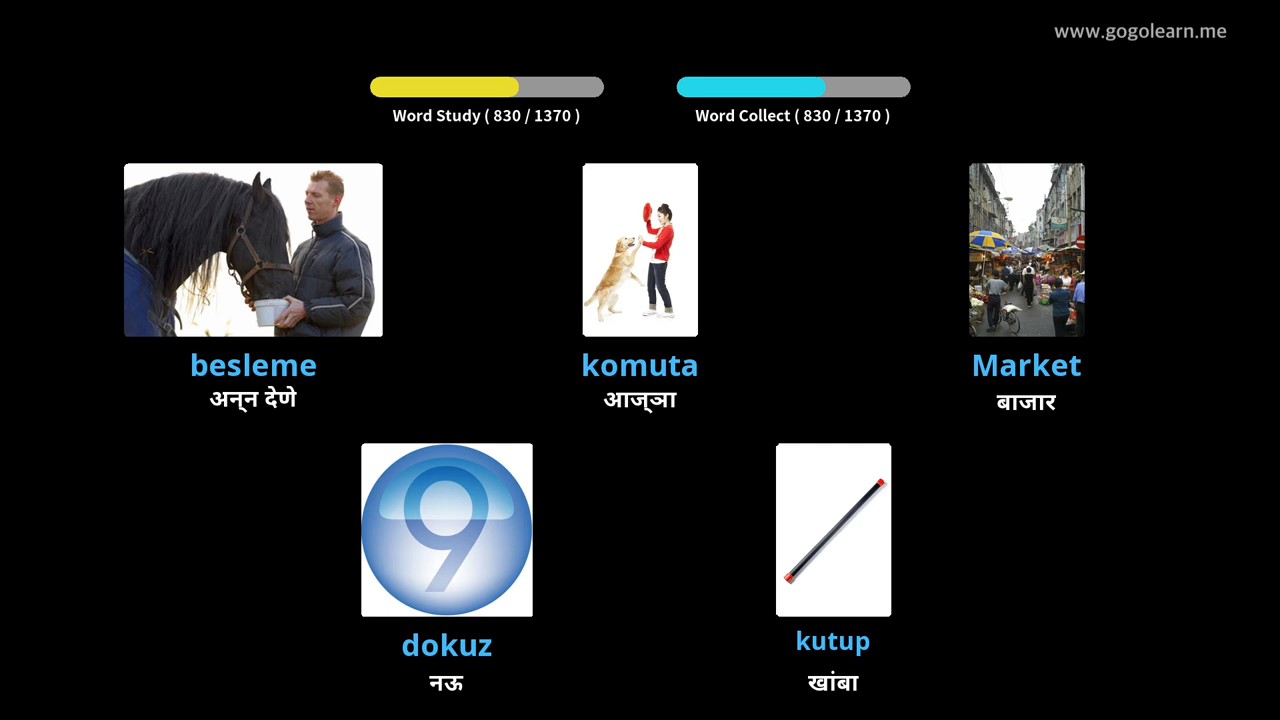 www.gogolearn.me
Word Study ( 830 / 1370 )
Word Collect ( 830 / 1370 )
besleme
अन्‌न देणे
komuta
आज्‌ञा
Market
बाजार
9
dokuz
नऊ
kutup
खांबा